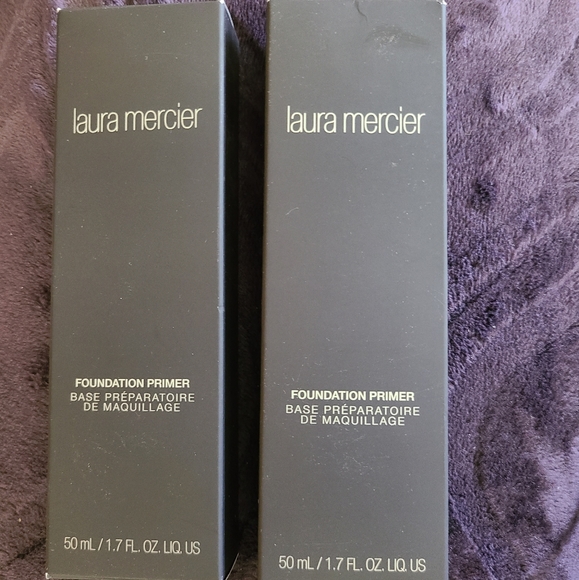 laura mercier
FOUNDATION PRIMER
BASE PRÉPARATOIRE
DE MAQUILLAGE
50 mL / 1.7 FL. OZ. LIQ. US
laura mercier
FOUNDATION PRIMER
BASE PRÉPARATOIRE
DE MAQUILLAGE
50 mL / 1.7 FL. OZ. LIQ. US